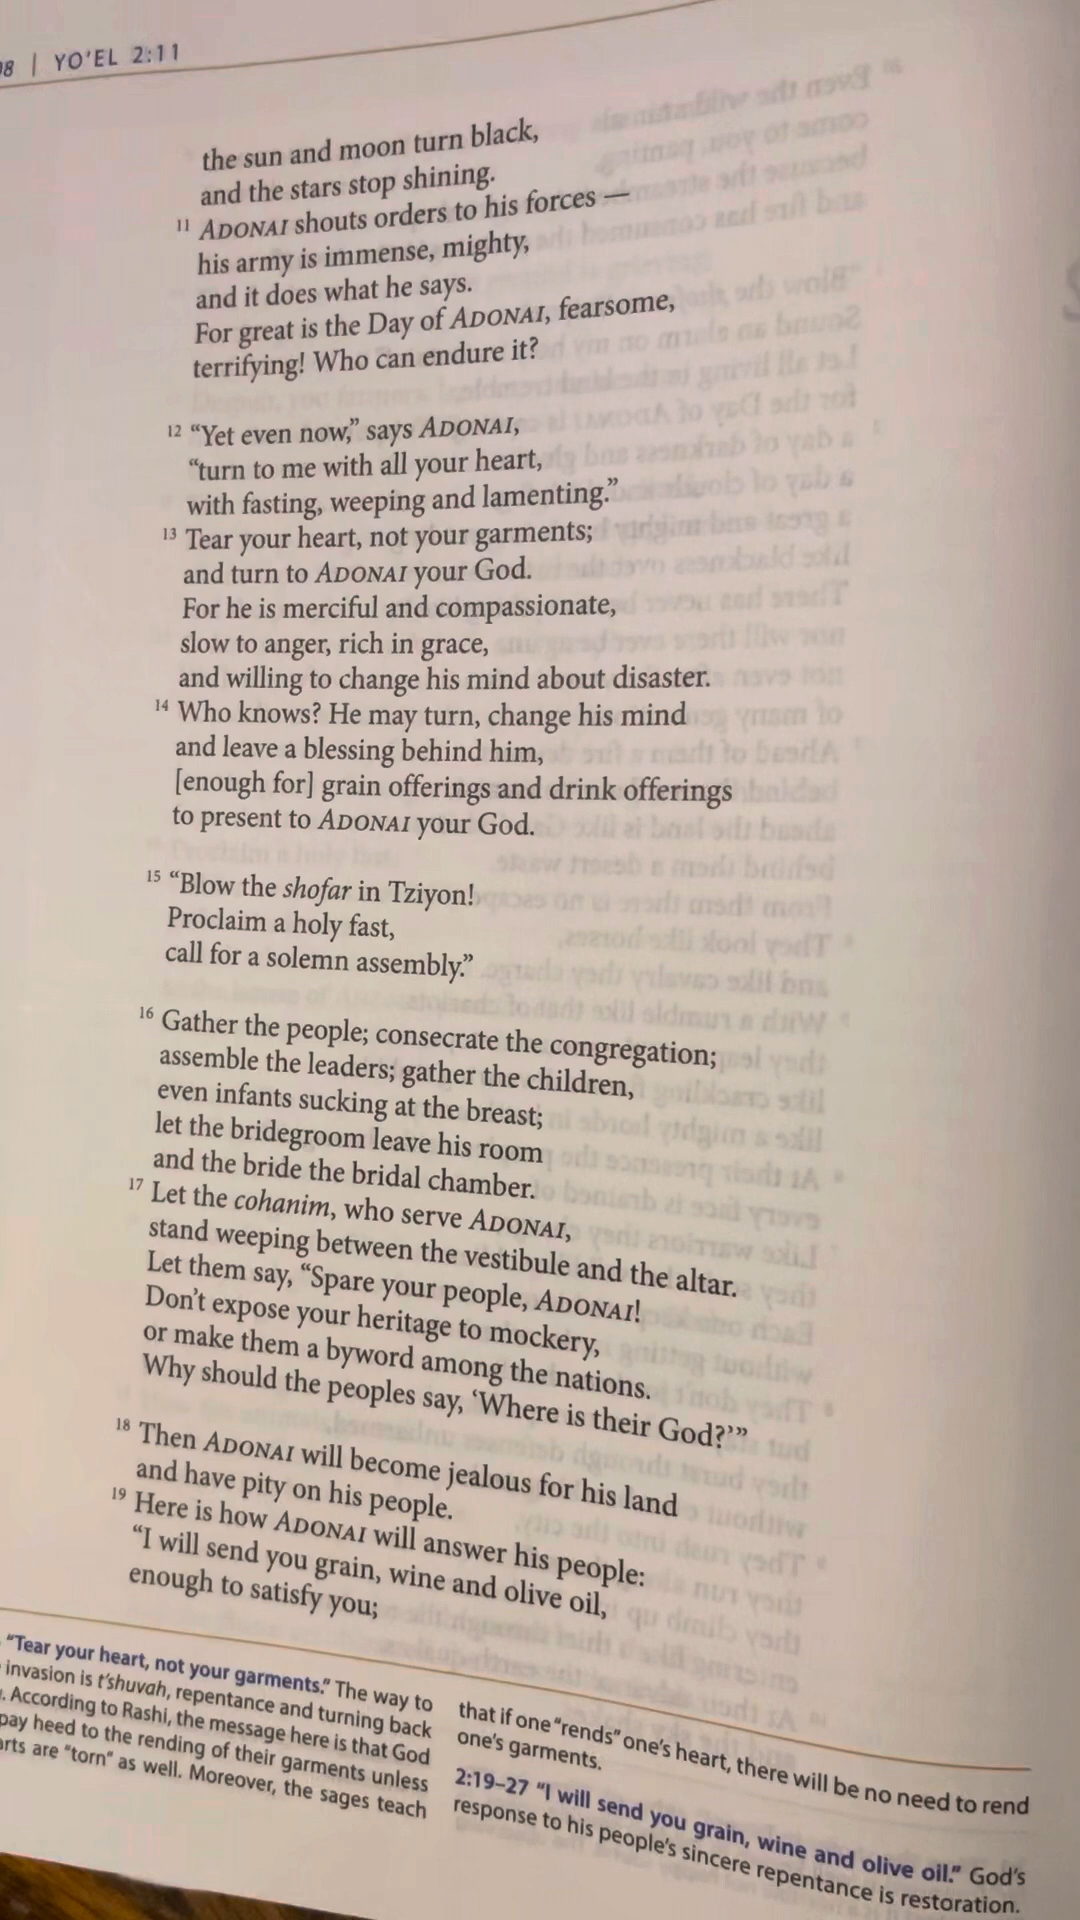 8 | YO'EL 2:11
the sun and moon turn black,
and the stars stop shining.
11 ADONAI shouts orders to his forces —
his army is immense, mighty,
and it does what he says.
For great is the Day of ADONAI, fearsome,
terrifying! Who can endure it?
12 “Yet even now,” says ADONAI,
“turn to me with all your heart,
with fasting, weeping and lamenting.”
13 Tear your heart, not your garments;
and turn to ADONAI your God.
For he is merciful and compassionate,
slow to anger, rich in grace,
and willing to change his mind about disaster.
14 Who knows? He may turn, change his mind
and leave a blessing behind him,
[enough for] grain offerings and drink offerings
to present to ADONAI your God.
15 “Blow the shofar in Tziyon!
Proclaim a holy fast,
call for a solemn assembly.”
16 Gather the people; consecrate the congregation;
assemble the leaders; gather the children,
even infants sucking at the breast;
let the bridegroom leave his room
and the bride the bridal chamber.
17 Let the cohanim, who serve ADONAI,
stand weeping between the vestibule and the altar.
Let them say, “Spare your people, ADONAI!
Don’t expose your heritage to mockery,
or make them a byword among the nations.
Why should the peoples say, ‘Where is their God?’”
18 Then ADONAI will become jealous for his land
and have pity on his people.
19 Here is how ADONAI will answer his people:
“I will send you grain, wine and olive oil,
enough to satisfy you;
“Tear your heart, not your garments.” The way to
invasion is t’shuvah, repentance and turning back
. According to Rashi, the message here is that God
pay heed to the rending of their garments unless
arts are “torn” as well. Moreover, the sages teach
that if one “rends” one’s heart, there will be no need to rend
one’s garments.
2:19–27 “I will send you grain, wine and olive oil.” God’s
response to his people’s sincere repentance is restoration.